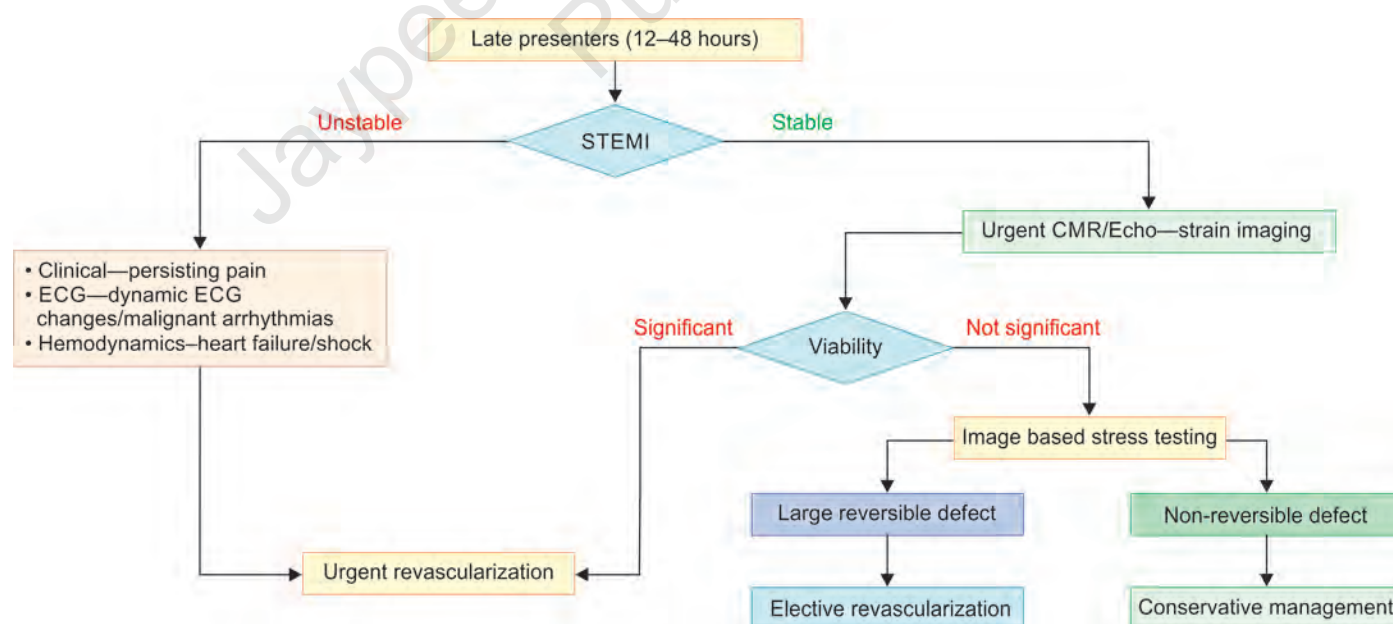 Late presenters (12–48 hours)
Unstable
STEMI
Stable
Urgent CMR/Echo—strain imaging
• Clinical—persisting pain
• ECG—dynamic ECG
changes/malignant arrhythmias
• Hemodynamics–heart failure/shock
Significant
Viability
Not significant
Image based stress testing
Large reversible defect
Non-reversible defect
Urgent revascularization
Elective revascularization
Conservative management